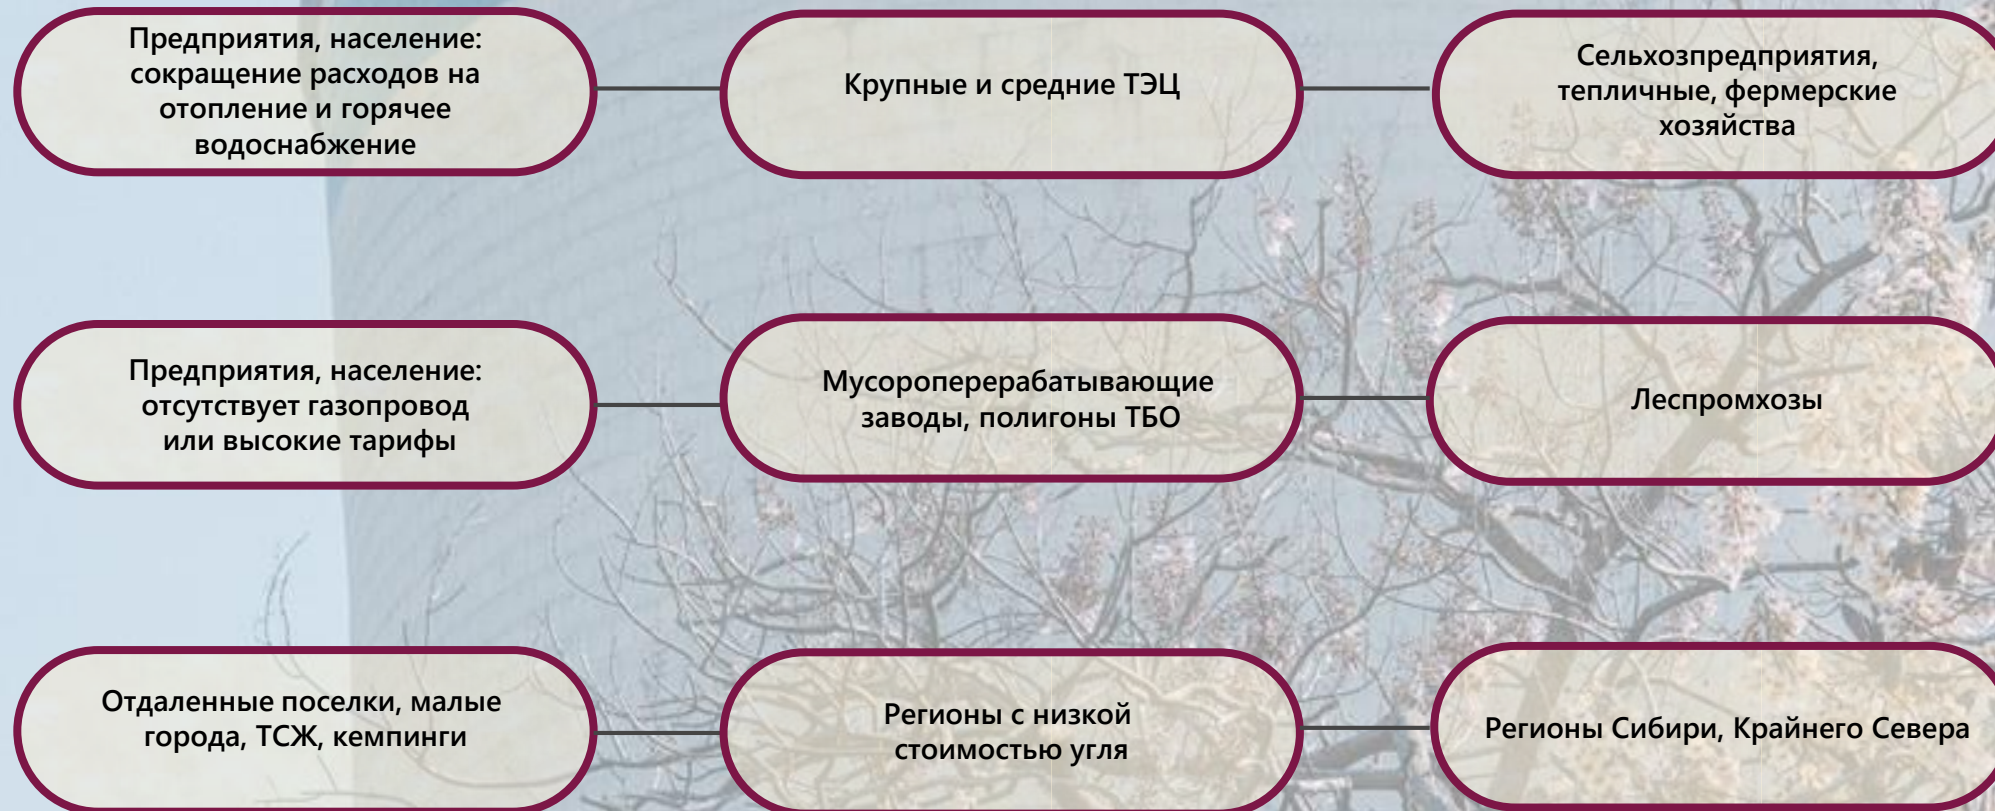 Предприятия, население:
сокращение расходов на
отопление и горячее
водоснабжение
Крупные и средние ТЭЦ
Сельхозпредприятия,
тепличные, фермерские
хозяйства
Предприятия, население:
отсутствует газопровод
или высокие тарифы
Мусороперерабатывающие
заводы, полигоны ТБО
Леспромхозы
Отдаленные поселки, малые
города, ТСЖ, кемпинги
Регионы с низкой
стоимостью угля
Регионы Сибири, Крайнего Севера